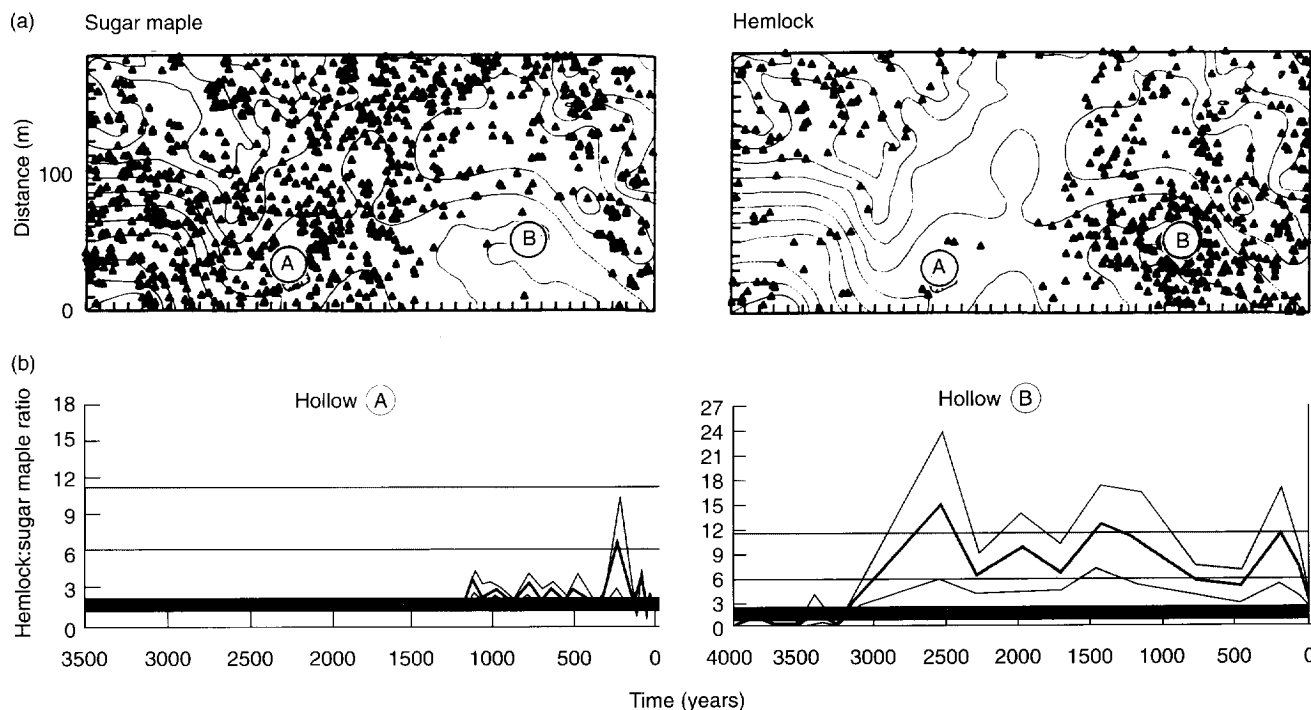 (a)
Sugar maple
Hemlock
Distance (m)
100
0
A
B
A
B
(b)
Hollow A
Hollow B
Hemlock:sugar maple ratio
18
15
12
9
6
3
0
27
24
21
18
15
12
9
6
3
0
3500 3000 2500 2000 1500 1000 500 0
4000 3500 3000 2500 2000 1500 1000 500 0
Time (years)